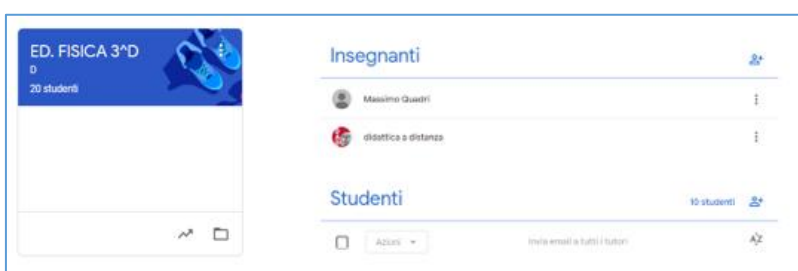 ED. FISICA 3^D
D
20 studenti
Insegnanti
Massimo Quadri
didattica a distanza
Studenti
10 studenti
Azioni
Invia email a tutti i tutori
AZ